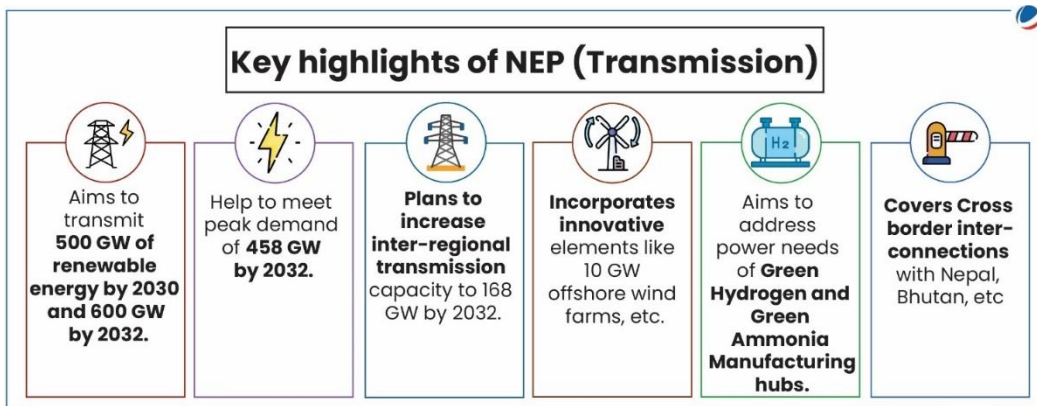 Key highlights of NEP (Transmission)
Aims to
transmit
500 GW of
renewable
energy by 2030
and 600 GW
by 2032.
Help to meet
peak demand
of 458 GW
by 2032.
Plans to
increase
inter-regional
transmission
capacity to 168
GW by 2032.
Incorporates
innovative
elements like
10 GW
offshore wind
farms, etc.
H₂
Aims to
address
power needs
of Green
Hydrogen and
Green
Ammonia
Manufacturing
hubs.
Covers Cross
border inter-
connections
with Nepal,
Bhutan, etc